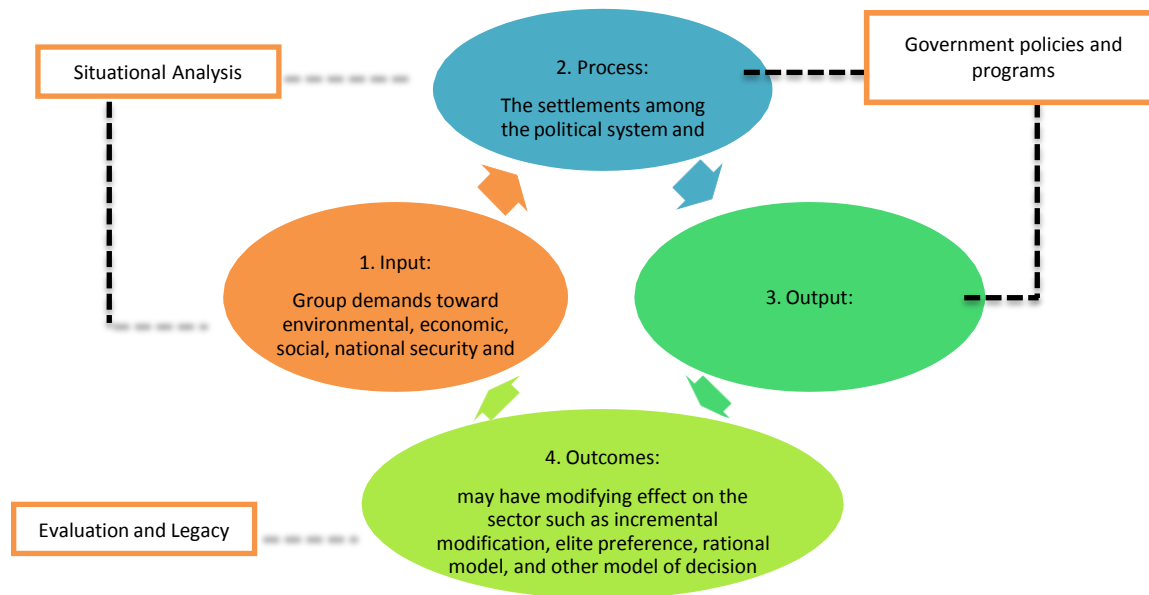 Situational Analysis
2. Process:
The settlements among
the political system and
Government policies and
programs
1. Input:
Group demands toward
environmental, economic,
social, national security and
3. Output:
4. Outcomes:
may have modifying effect on the
sector such as incremental
modification, elite preference, rational
model, and other model of decision
Evaluation and Legacy